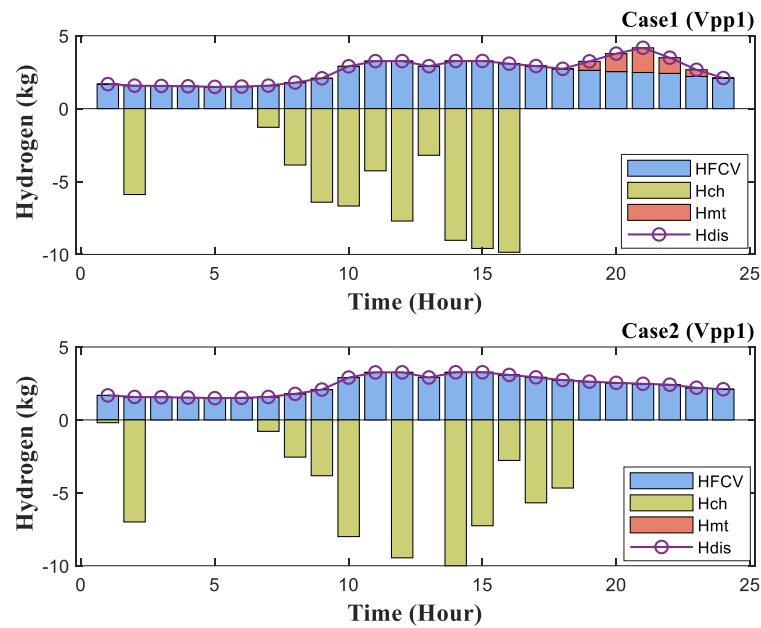 Case1 (Vpp1)
Hydrogen (kg)
5
0
-5
-10
HFCV
Hch
Hmt
Hdis
0 5 10 15 20 25
Time (Hour)
Case2 (Vpp1)
Hydrogen (kg)
5
0
-5
-10
HFCV
Hch
Hmt
Hdis
0 5 10 15 20 25
Time (Hour)